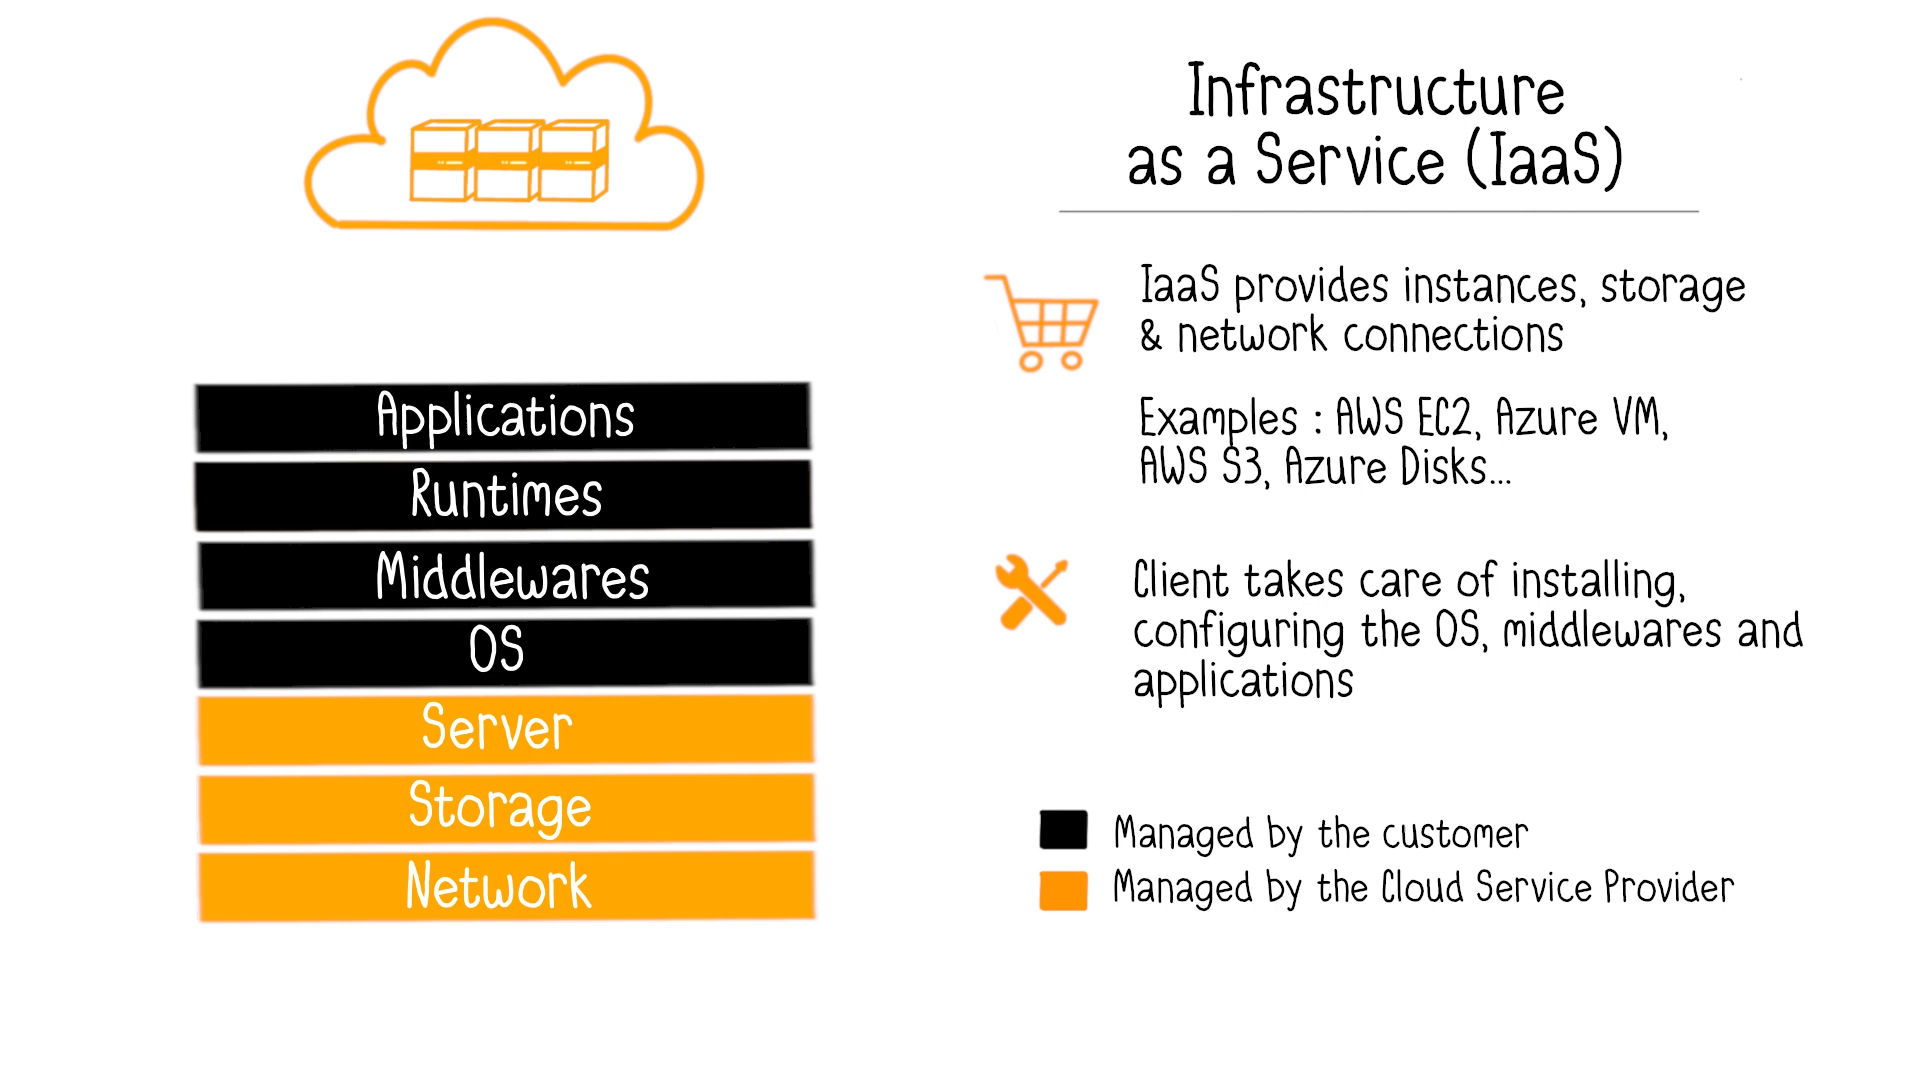 Infrastructure
as a Service (IaaS)
IaaS provides instances, storage
& network connections
Examples : AWS EC2, Azure VM,
AWS S3, Azure Disks...
Client takes care of installing,
configuring the OS, middlewares and
applications
Applications
Runtimes
Middlewares
OS
Server
Storage
Network
Managed by the customer
Managed by the Cloud Service Provider